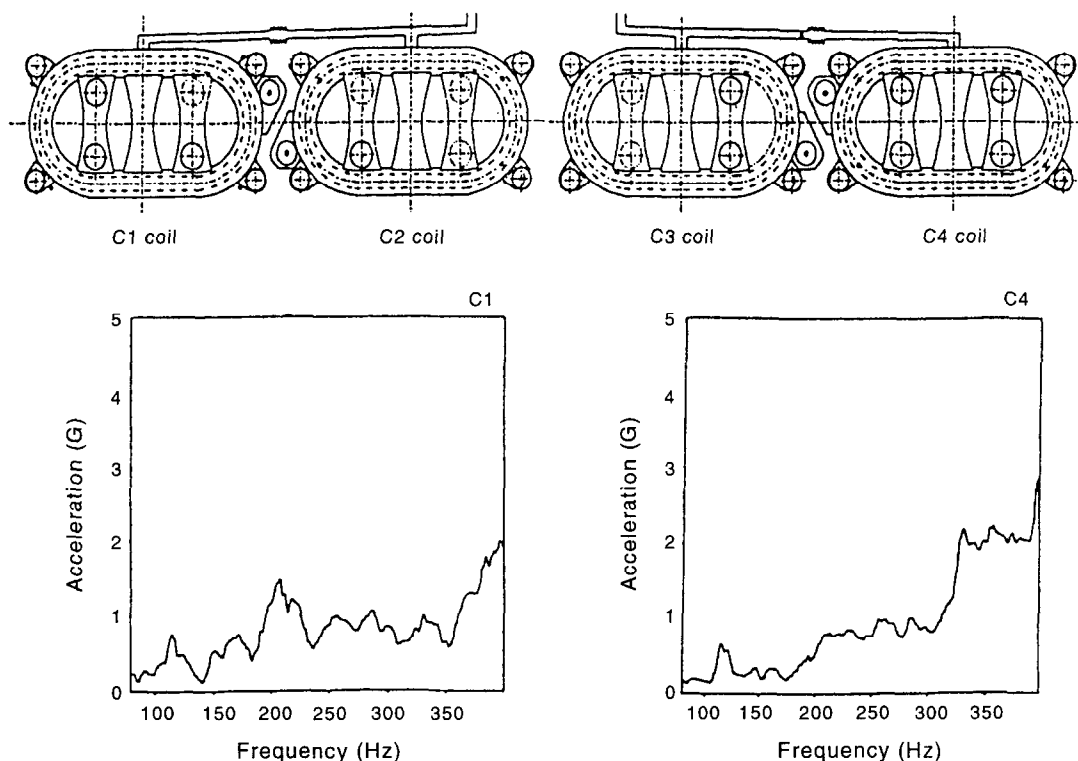 C1 coil
C2 coil
C3 coil
C4 coil
C1
5
4
3
2
1
0
Acceleration (G)
100 150 200 250 300 350
Frequency (Hz)
C4
5
4
3
2
1
0
Acceleration (G)
100 150 200 250 300 350
Frequency (Hz)